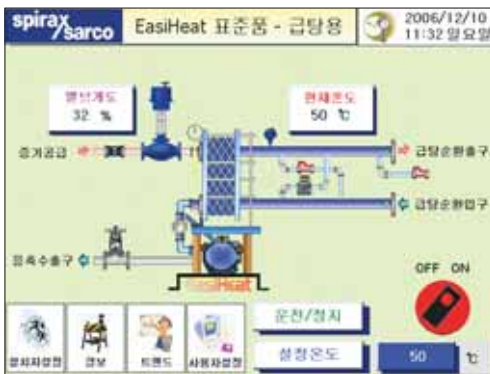 spirax
sarco
EasiHeat 표준품 - 급탕용
2006/12/10
11:32 일요일
밸브개도
32 %
현재온도
50 ℃
증기공급
급탕순환출구
급탕순환입구
응축수출구
EasiHeat
OFF ON
운전/정지
설정온도
50 ℃
설치자설정
경보
트렌드
사용자설정